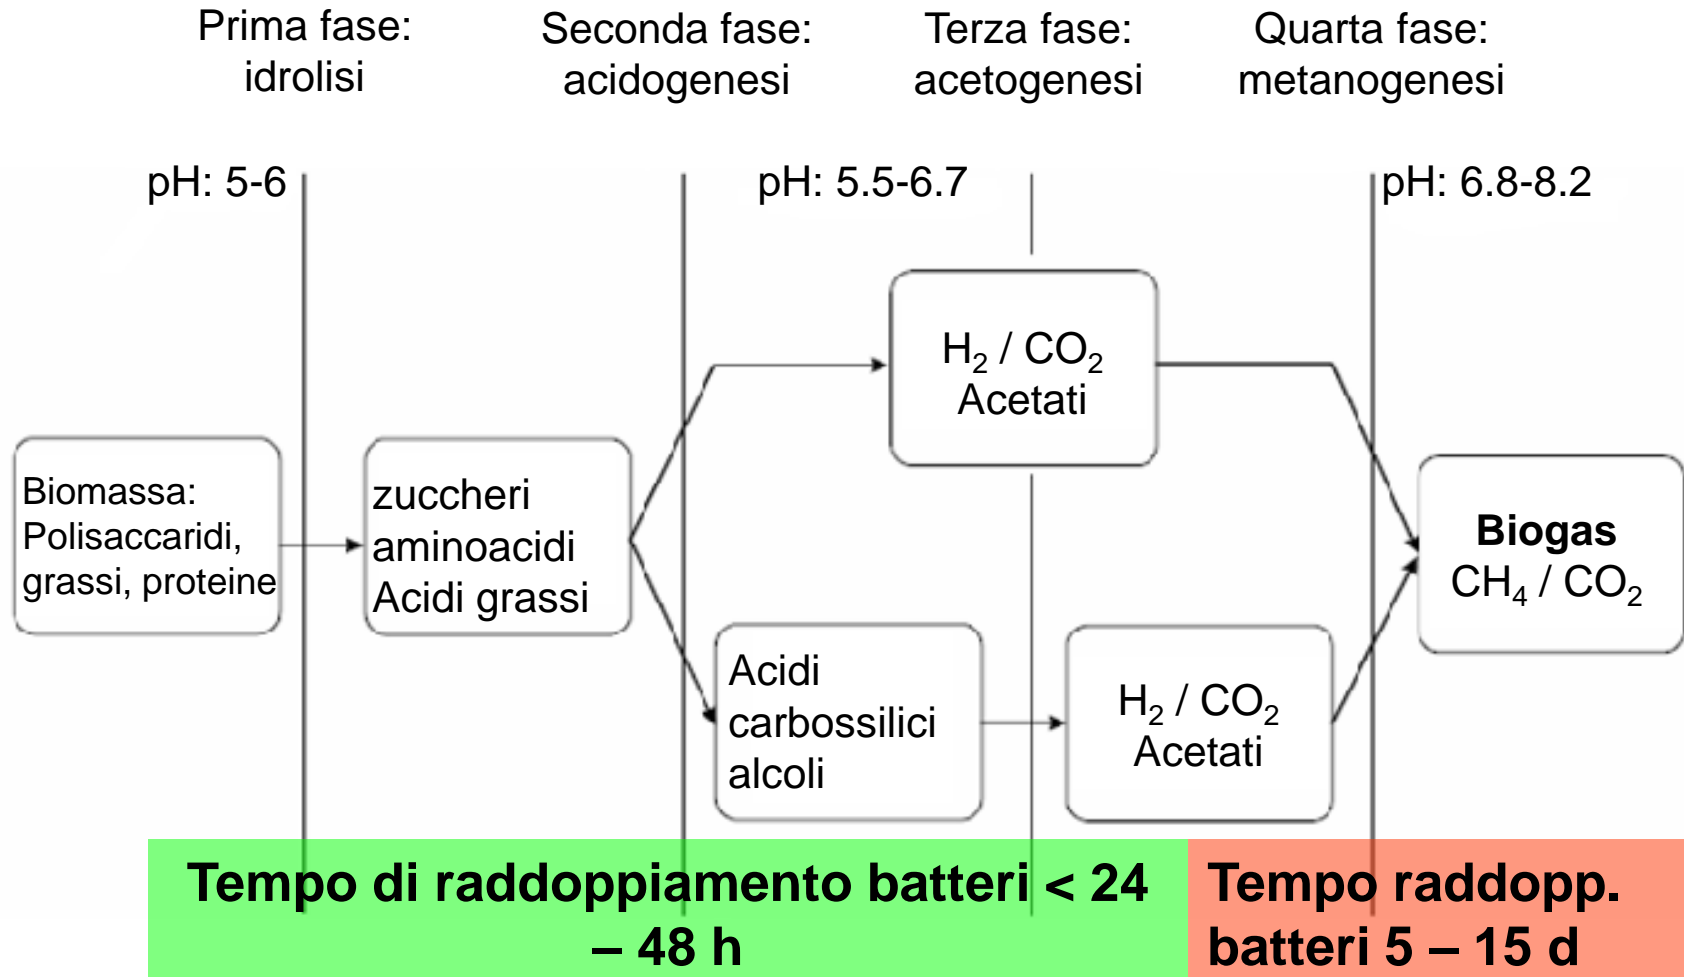 Prima fase:
idrolisi
Seconda fase:
acidogenesi
Terza fase:
acetogenesi
Quarta fase:
metanogenesi
pH: 5-6
pH: 5.5-6.7
pH: 6.8-8.2
Biomassa:
Polisaccaridi,
grassi, proteine
zuccheri
aminoacidi
Acidi grassi
H₂ / CO₂
Acetati
Acidi
carbossilici
alcoli
H₂ / CO₂
Acetati
Biogas
CH₄ / CO₂
Tempo di raddoppiamento batteri < 24
– 48 h
Tempo raddopp.
batteri 5 – 15 d